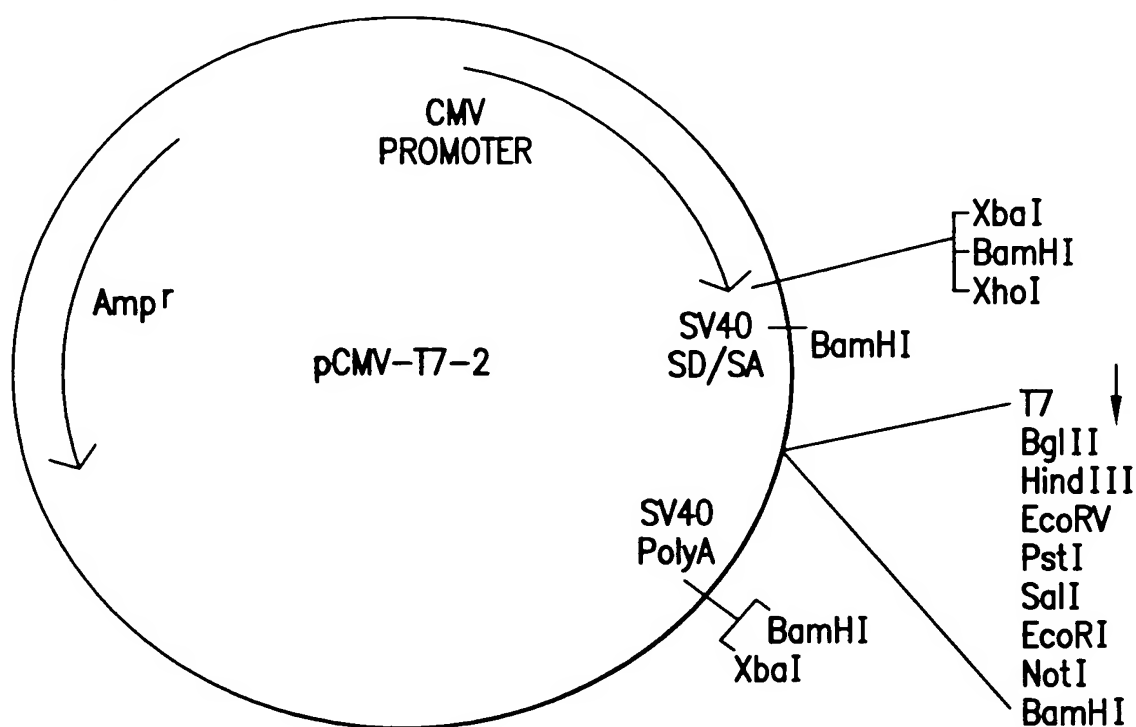 CMV
PROMOTER
XbaI
BamHI
XhoI
Amp r
pCMV-T7-2
SV40
SD/SA
BamHI
T7
BglII
HindIII
EcoRV
PstI
SalI
EcoRI
NotI
BamHI
SV40
PolyA
BamHI
XbaI